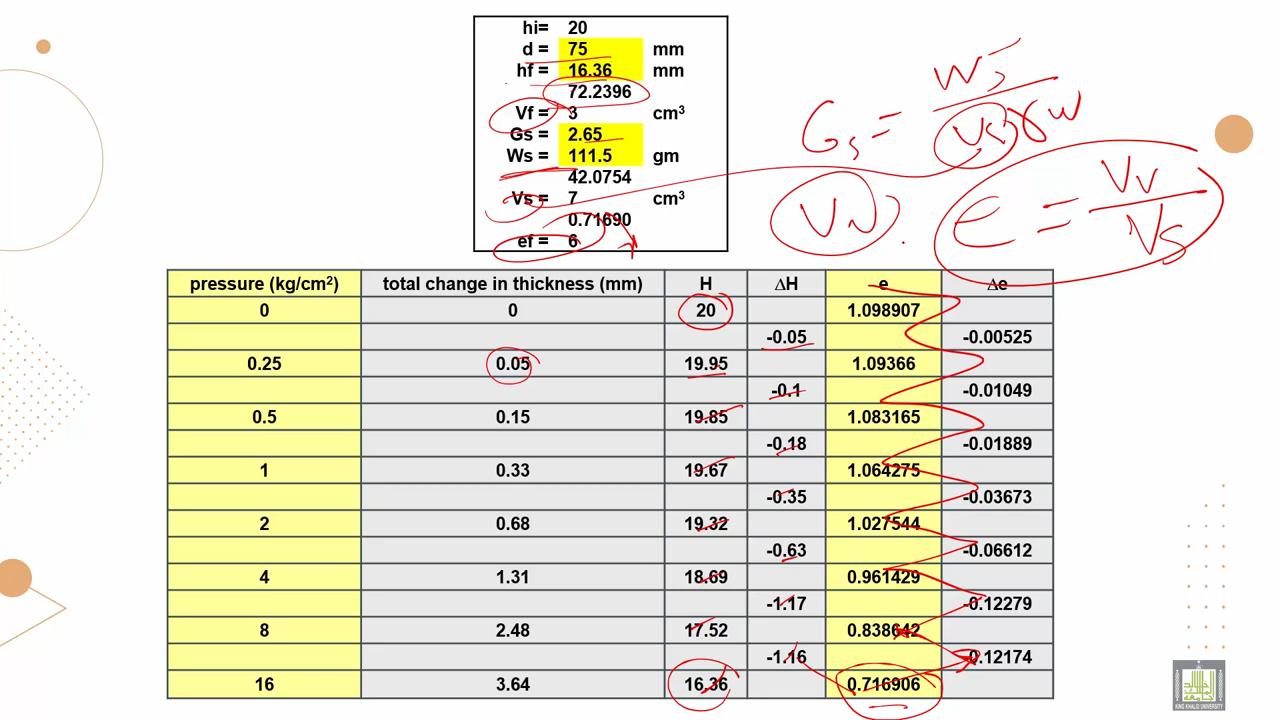 hi= 20
d = 75 mm
hf = 16.36 mm
72.2396
Vf = 3 cm³
Gs = 2.65
Ws = 111.5 gm
42.0754
Vs = 7 cm³
0.71690
ef = 6
Gs = Ws / Vs γw
Vv
e = Vv / Vs
pressure (kg/cm²) total change in thickness (mm) H ΔH e Δe
0 0 20 1.098907
-0.05 -0.00525
0.25 0.05 19.95 1.09366
-0.1 -0.01049
0.5 0.15 19.85 1.083165
-0.18 -0.01889
1 0.33 19.67 1.064275
-0.35 -0.03673
2 0.68 19.32 1.027544
-0.63 -0.06612
4 1.31 18.69 0.961429
-1.17 -0.12279
8 2.48 17.52 0.838642
-1.16 -0.12174
16 3.64 16.36 0.716906
KING KHALID UNIVERSITY